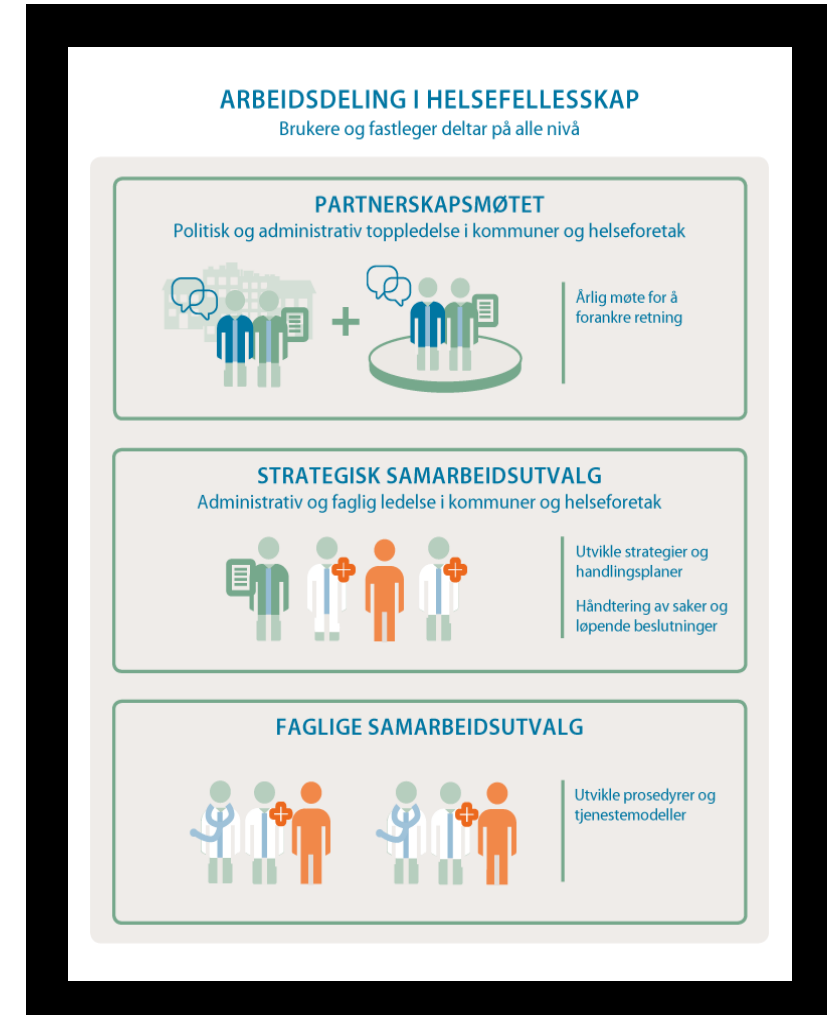 ARBEIDSDELING I HELSEFELLESSKAP
Brukere og fastleger deltar på alle nivå
PARTNERSKAPSMØTET
Politisk og administrativ toppledelse i kommuner og helseforetak
Årlig møte for å
forankre retning
STRATEGISK SAMARBEIDSUTVALG
Administrativ og faglig ledelse i kommuner og helseforetak
Utvikle strategier og
handlingsplaner
Håndtering av saker og
løpende beslutninger
FAGLIGE SAMARBEIDSUTVALG
Utvikle prosedyrer og
tjenestemodeller